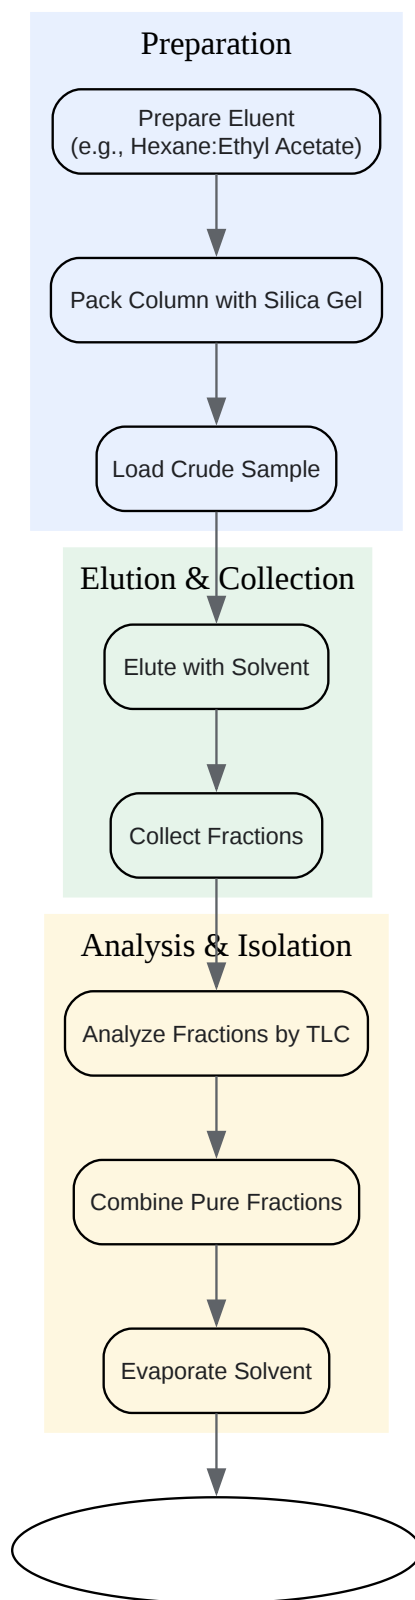 Preparation
Prepare Eluent
(e.g., Hexane:Ethyl Acetate)
Pack Column with Silica Gel
Load Crude Sample
Elution & Collection
Elute with Solvent
Collect Fractions
Analysis & Isolation
Analyze Fractions by TLC
Combine Pure Fractions
Evaporate Solvent